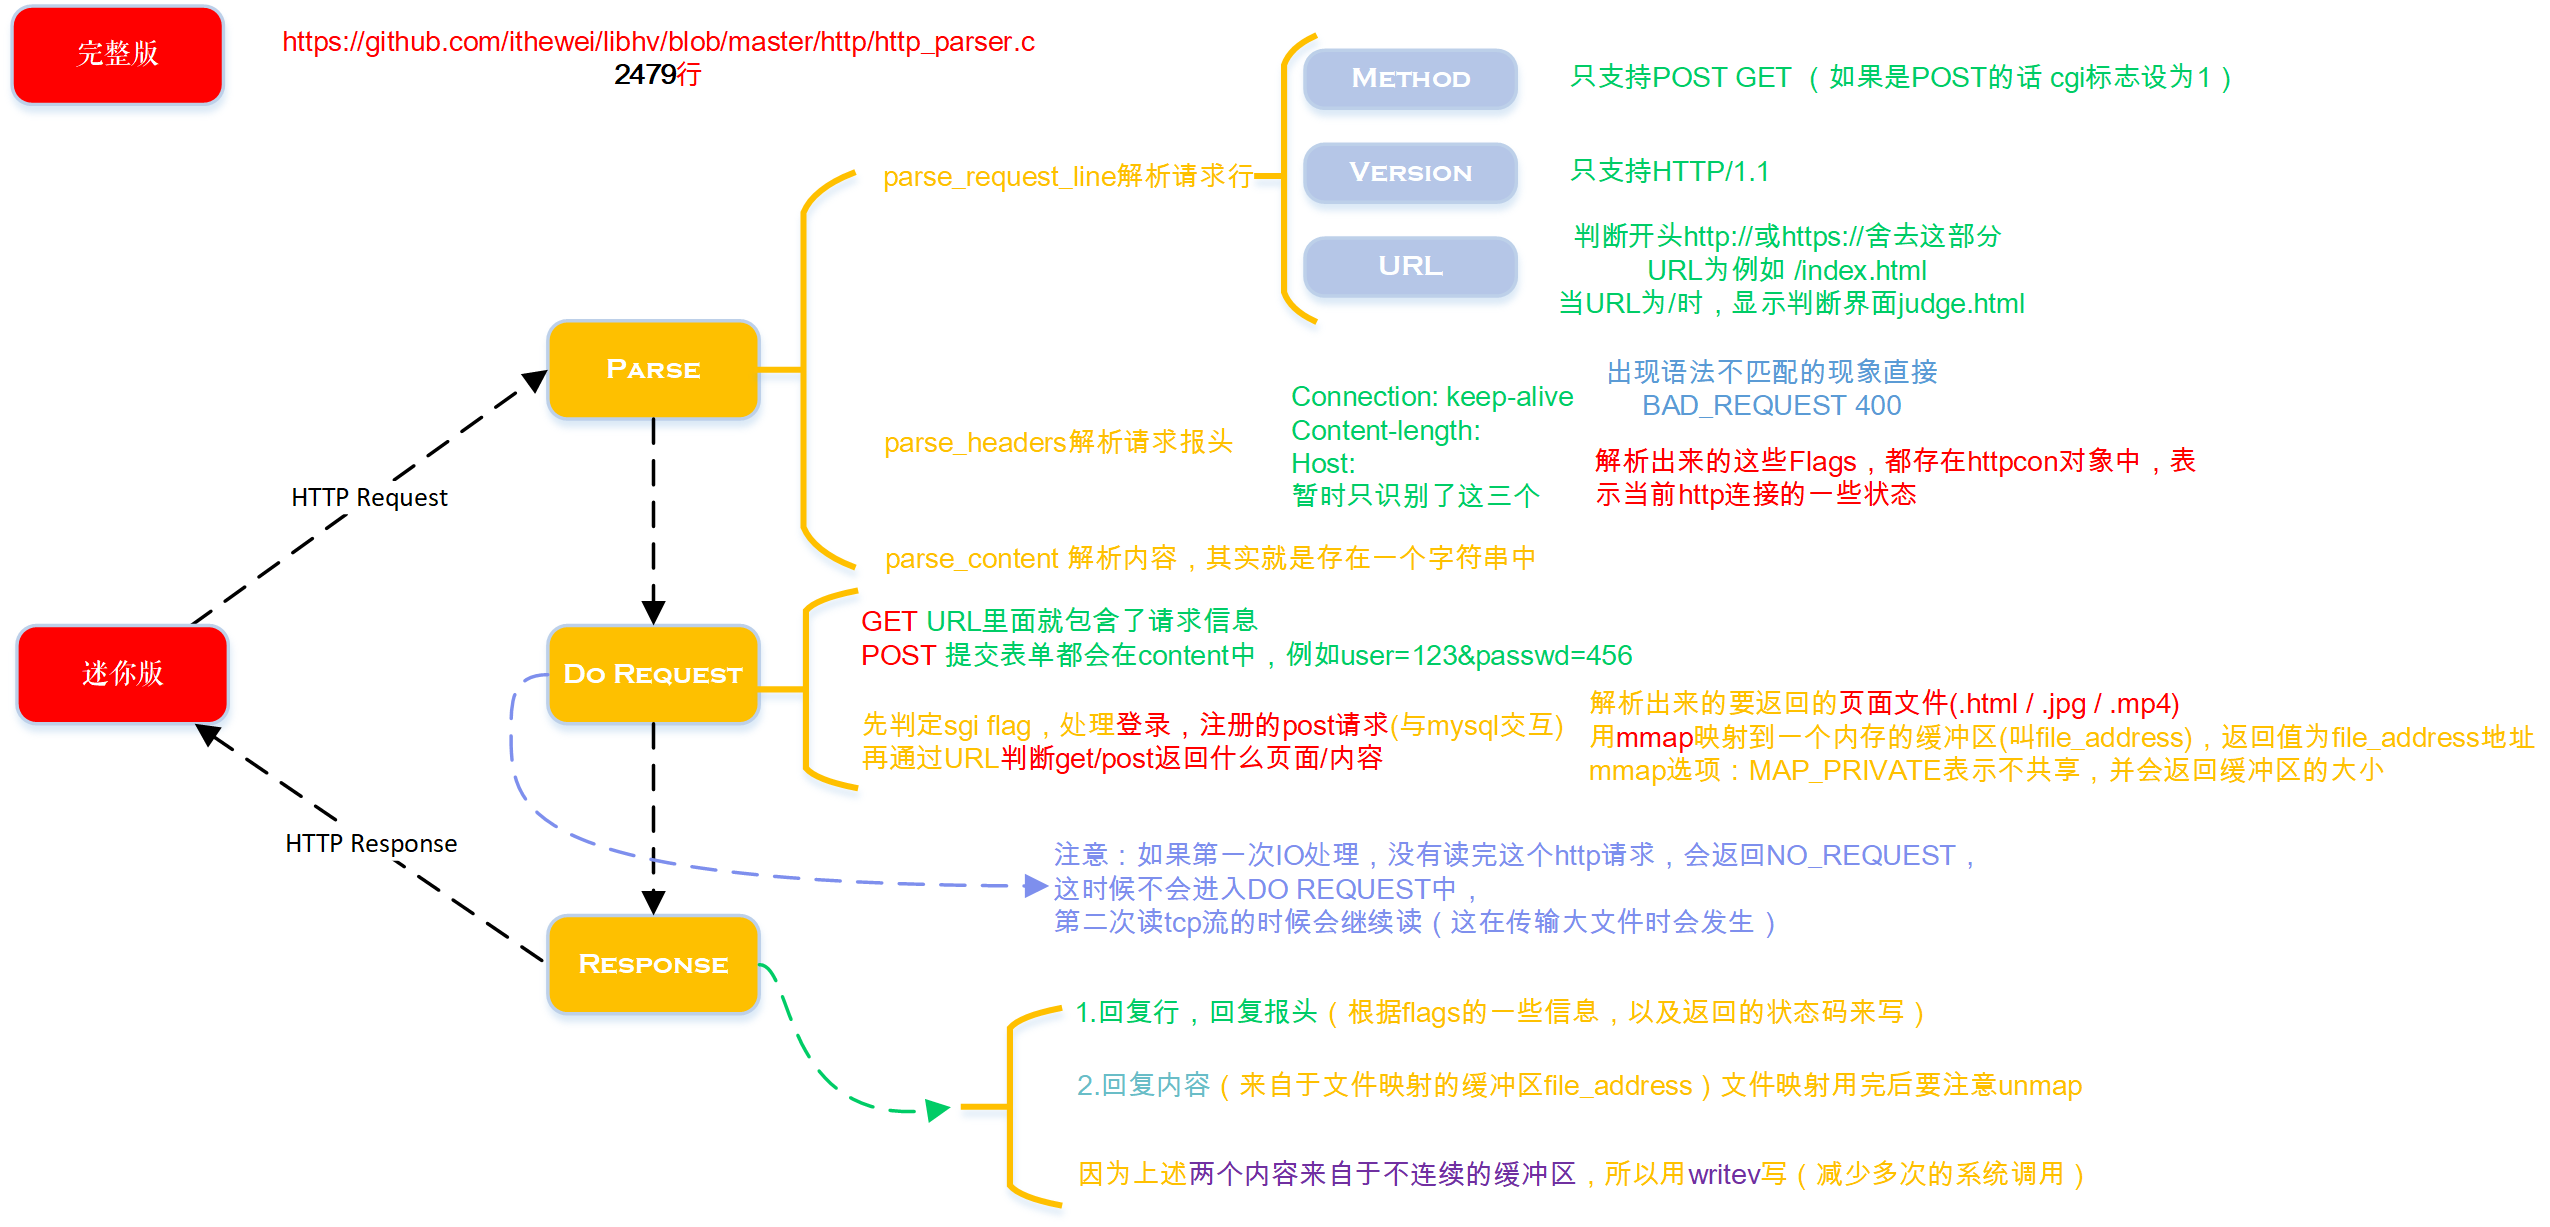 完整版
https://github.com/ithewei/libhv/blob/master/http/http_parser.c
2479行
METHOD
只支持POST GET（如果是POST的话 cgi标志设为1）
parse_request_line解析请求行
VERSION
只支持HTTP/1.1
URL
判断开头http://或https://舍去这部分
URL为例如 /index.html
当URL为/时，显示判断界面judge.html
PARSE
parse_headers解析请求报头
Connection: keep-alive
Content-length:
Host:
暂时只识别了这三个
出现语法不匹配的现象直接
BAD_REQUEST 400
解析出来的这些Flags，都存在httpcon对象中，表
示当前http连接的一些状态
HTTP Request
parse_content 解析内容，其实就是存在一个字符串中
迷你版
DO REQUEST
GET URL里面就包含了请求信息
POST 提交表单都会在content中，例如user=123&passwd=456
先判定sgi flag，处理登录，注册的post请求(与mysql交互)
再通过URL判断get/post返回什么页面/内容
解析出来的要返回的页面文件(.html / .jpg / .mp4)
用mmap映射到一个内存的缓冲区(叫file_address)，返回值为file_address地址
mmap选项：MAP_PRIVATE表示不共享，并会返回缓冲区的大小
HTTP Response
注意：如果第一次IO处理，没有读完这个http请求，会返回NO_REQUEST，
这时候不会进入DO REQUEST中，
第二次读tcp流的时候会继续读（这在传输大文件时会发生）
RESPONSE
1.回复行，回复报头（根据flags的一些信息，以及返回的状态码来写）
2.回复内容（来自于文件映射的缓冲区file_address）文件映射用完后要注意unmap
因为上述两个内容来自于不连续的缓冲区，所以用writev写（减少多次的系统调用）